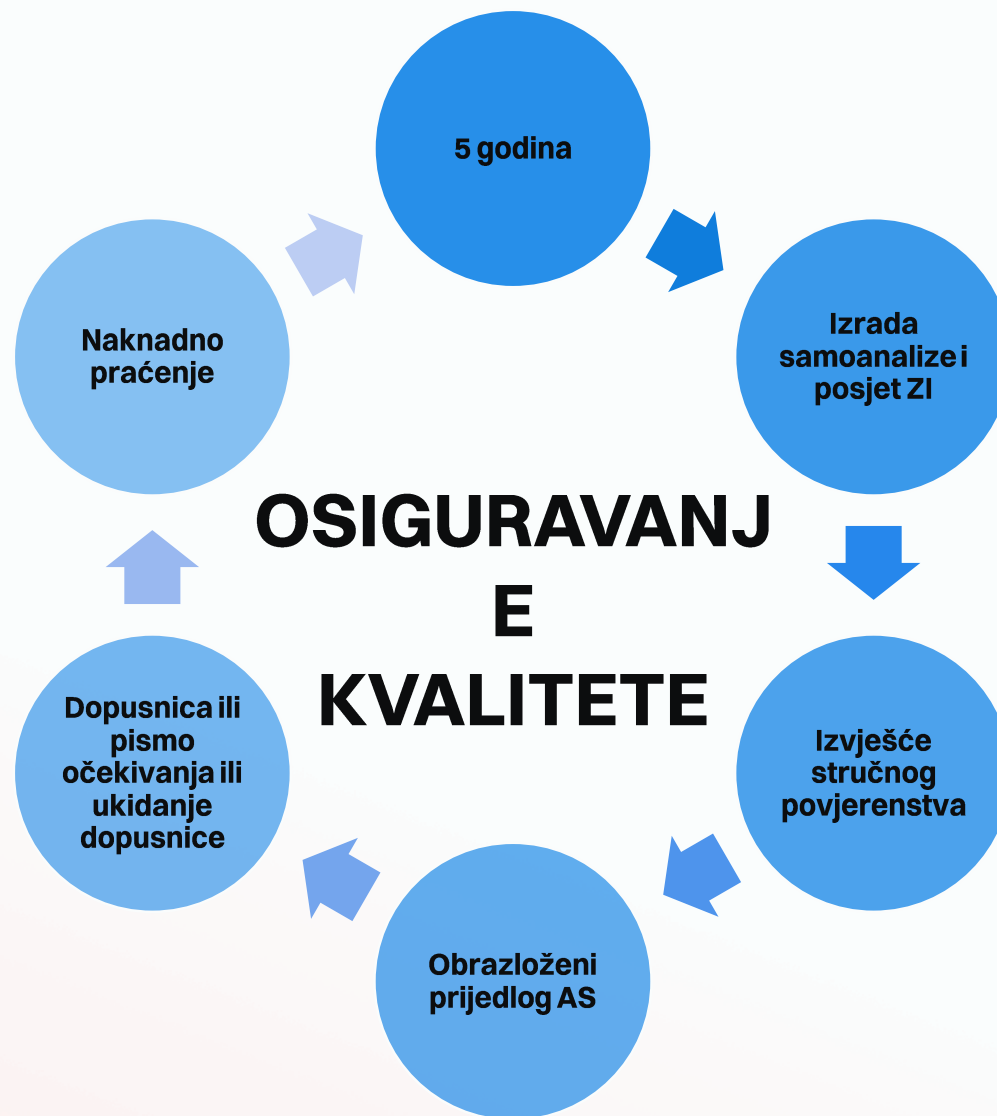 5 godina
Izrada
samoanalize i
posjet ZI
Izvješće
stručnog
povjerenstva
Obrazloženi
prijedlog AS
Dopusnica ili
pismo
očekivanja ili
ukidanje
dopusnice
Naknadno
praćenje
OSIGURAVANJ
E
KVALITETE